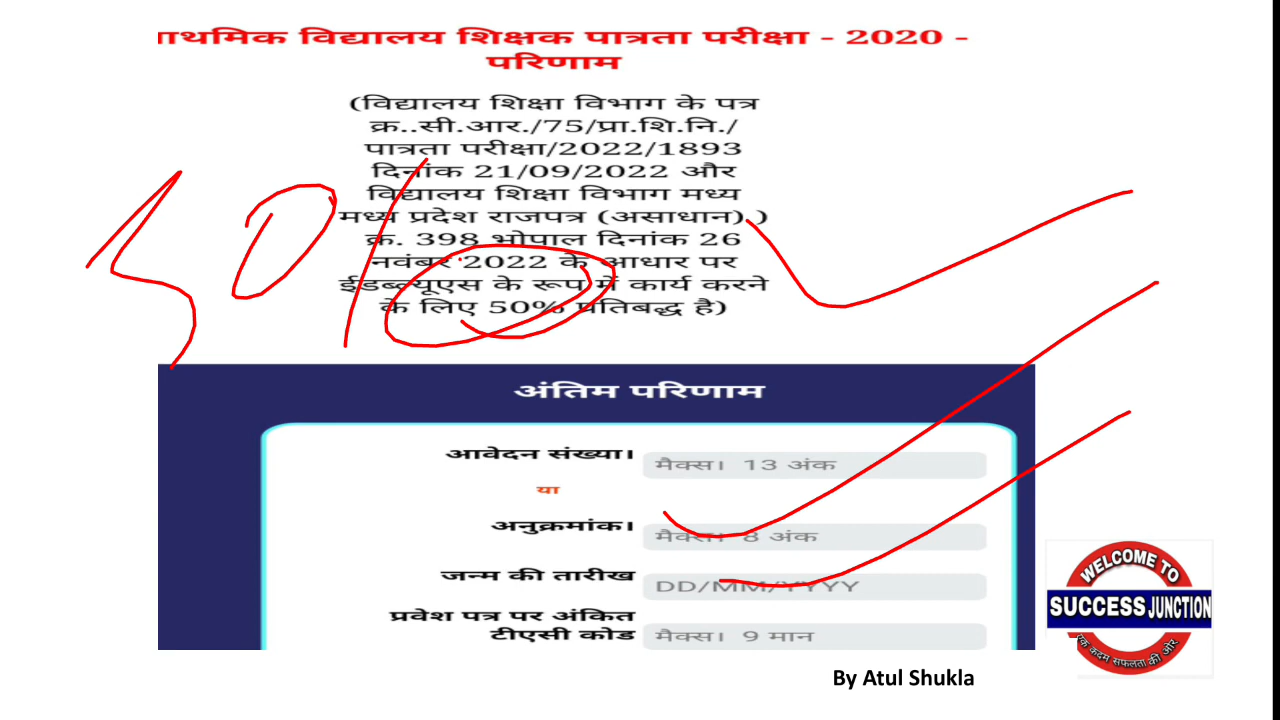 ाथमिक विद्यालय शिक्षक पात्रता परीक्षा - 2020 -
परिणाम
(विद्यालय शिक्षा विभाग के पत्र
क्र..सी.आर./75/प्रा.शि.नि./
पात्रता परीक्षा/2022/1893
दिनांक 21/09/2022 और
विद्यालय शिक्षा विभाग मध्य
मध्य प्रदेश राजपत्र (असाधान) )
क्र. 398 भोपाल दिनांक 26
नवंबर 2022 के आधार पर
ईडब्ल्यूएस के रूप में कार्य करने
के लिए 50% प्रतिबद्ध है)
50/
अंतिम परिणाम
आवेदन संख्या। मैक्स। 13 अंक
या
अनुक्रमांक। मैक्स। 8 अंक
जन्म की तारीख DD/MM/YYYY
प्रवेश पत्र पर अंकित
टीएसी कोड मैक्स। 9 मान
WELCOME TO
SUCCESS JUNCTION
एक कदम सफलता की ओर
By Atul Shukla